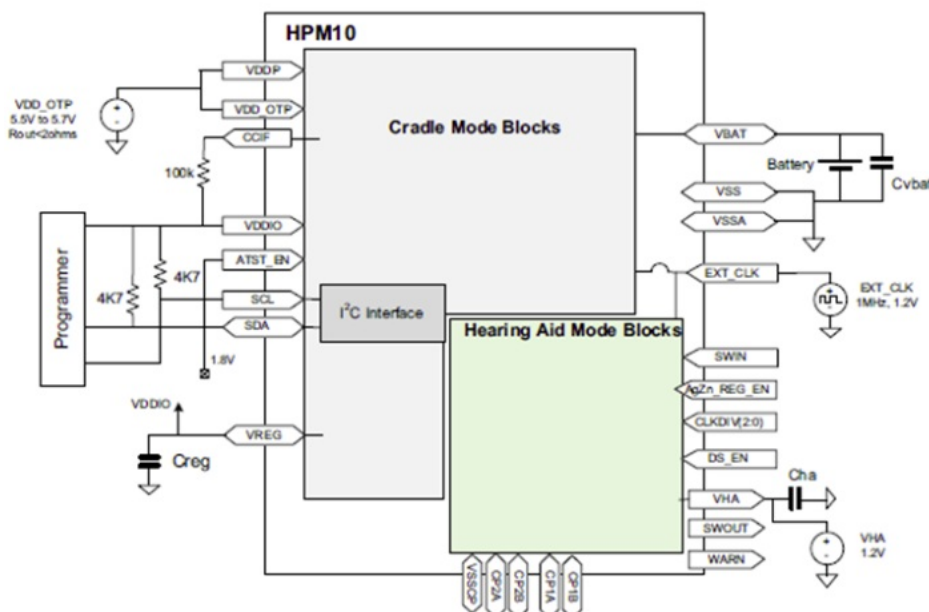 HPM10
VDDP
VDD_OTP
5.5V to 5.7V
Rout<2ohms
VDD_OTP
CCIF
Cradle Mode Blocks
VBAT
Battery
Cvbat
100k
VSS
VSSA
VDDIO
ATST_EN
EXT_CLK
EXT_CLK
1MHz, 1.2V
Programmer
4K7
4K7
SCL
SDA
I²C Interface
1.8V
Hearing Aid Mode Blocks
SWIN
AgZn_REG_EN
CLKDIV(2:0)
DS_EN
VDDIO
VREG
Creg
Cha
VHA
SWOUT
WARN
VHA
1.2V
VSSCP
CP2A
CP2B
CP1A
CP1B